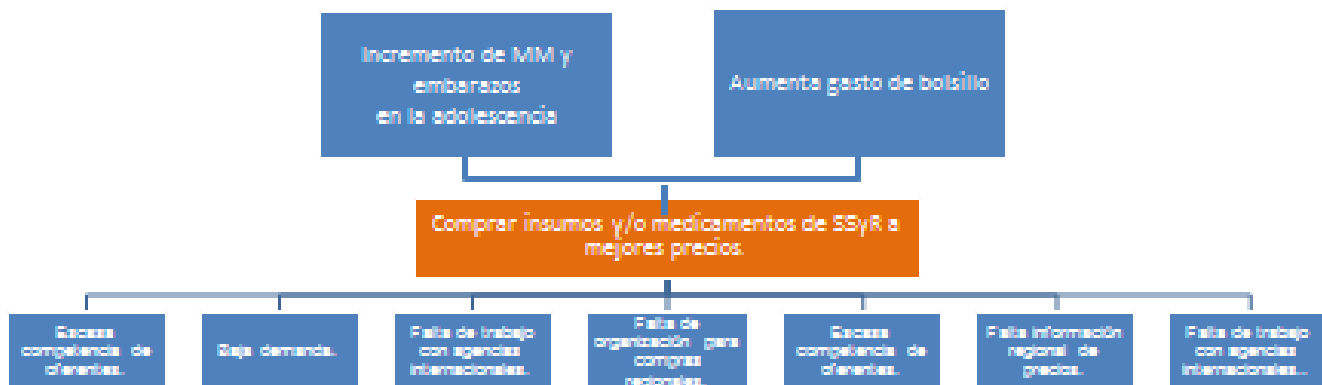 Incremento de MM y
embarazos
en la adolescencia
Aumenta gasto de bolsillo
Comprar insumos y/o medicamentos de SSyR a
mejores precios.
Escasa
competencia de
oferentes.
Baja demanda.
Falta de trabajo
con agencias
internacionales.
Falta de
organización para
compras
regionales.
Escasa
competencia de
oferentes.
Falta información
regional de
precios.
Falta de trabajo
con agencias
internacionales...